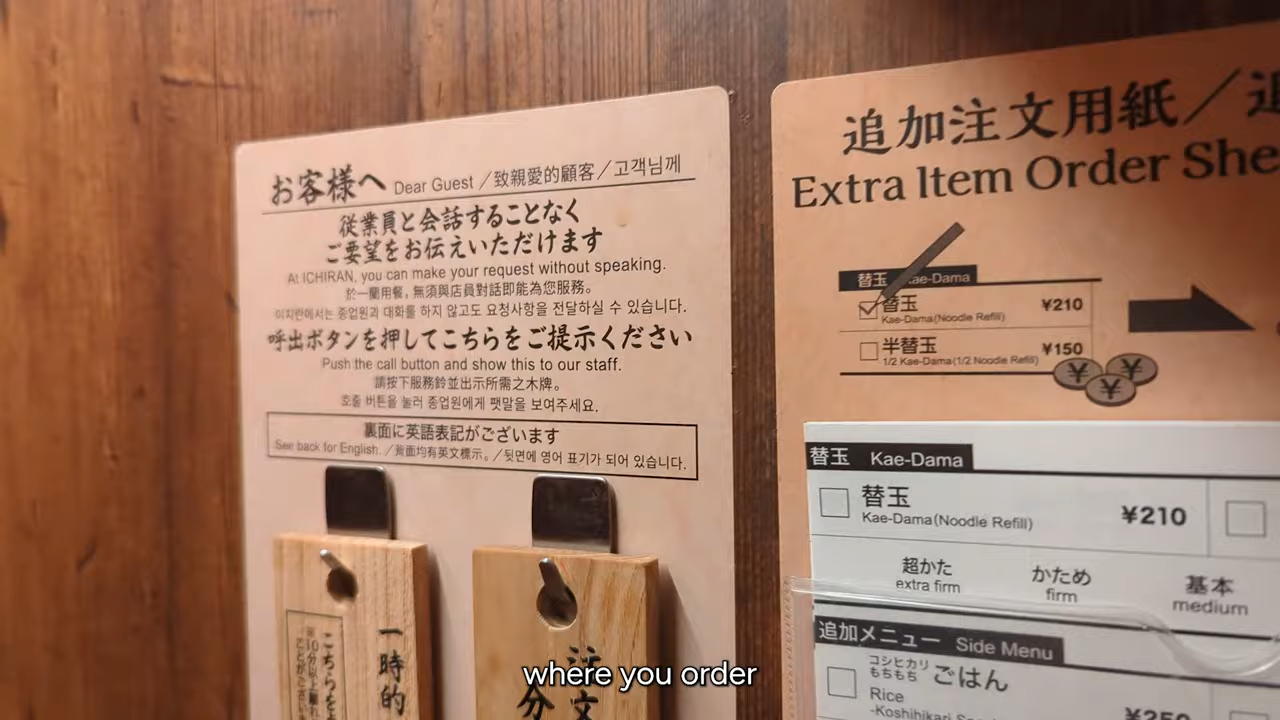 お客様へ Dear Guest／致親愛的顧客／고객님께
従業員と会話することなく
ご要望をお伝えいただけます
At ICHIRAN, you can make your request without speaking.
於一蘭用餐，無須與店員對話即能為您服務。
이치란에서는 종업원과 대화를 하지 않고도 요청사항을 전달하실 수 있습니다.
呼出ボタンを押してこちらをご提示ください
Push the call button and show this to our staff.
請按下服務鈴並出示所需之木牌。
호출 버튼을 눌러 종업원에게 팻말을 보여주세요.
裏面に英語表記がございます
See back for English.／背面均有英文標示。／뒷면에 영어 표기가 되어 있습니다.
一時的
こちらを
注文
分
追加注文用紙／追
Extra Item Order She
替玉 Kae-Dama
替玉 ¥210
Kae-Dama(Noodle Refill)
半替玉 ¥150
1/2 Kae-Dama(1/2 Noodle Refill)
¥ ¥ ¥
替玉 Kae-Dama
替玉 ¥210
Kae-Dama(Noodle Refill)
超かた かため 基本
extra firm firm medium
追加メニュー Side Menu
コシヒカリ
もちもち ごはん
Rice
-Koshihikari
¥250
where you order